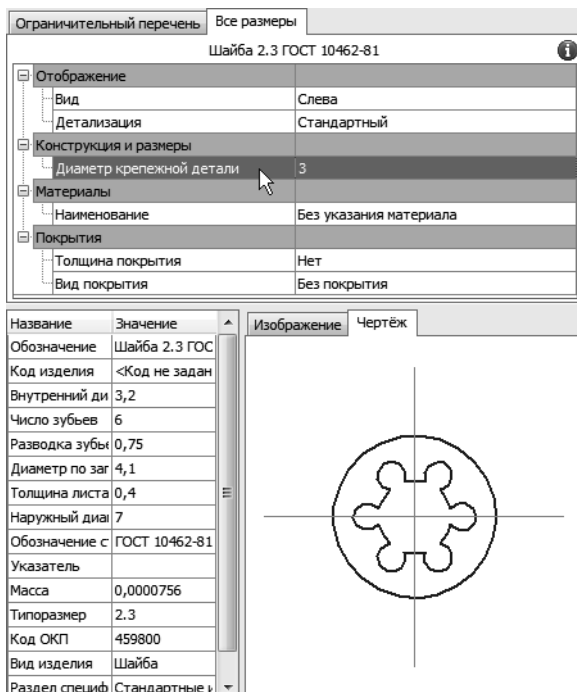 Ограничительный перечень Все размеры
Шайба 2.3 ГОСТ 10462-81
Отображение
Вид Слева
Детализация Стандартный
Конструкция и размеры
Диаметр крепежной детали 3
Материалы
Наименование Без указания материала
Покрытия
Толщина покрытия Нет
Вид покрытия Без покрытия
Название Значение
Обозначение Шайба 2.3 ГОС
Код изделия <Код не задан
Внутренний ди 3,2
Число зубьев 6
Разводка зубь 0,75
Диаметр по заг 4,1
Толщина листа 0,4
Наружный диа 7
Обозначение с ГОСТ 10462-81
Указатель
Масса 0,0000756
Типоразмер 2.3
Код ОКП 459800
Вид изделия Шайба
Раздел специф Стандартные и
Изображение Чертёж